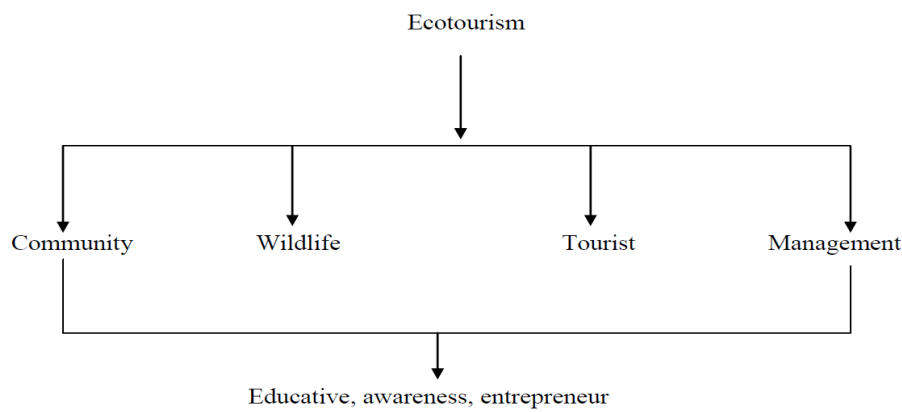 Ecotourism
Community Wildlife Tourist Management
Educative, awareness, entrepreneur